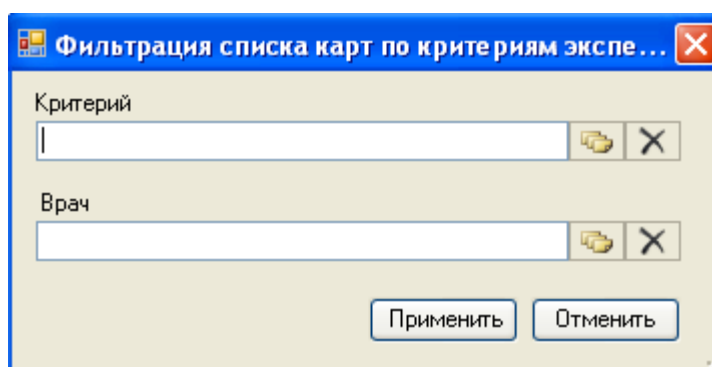 Фильтрация списка карт по критериям экспе...
Критерий
Врач
Применить Отменить